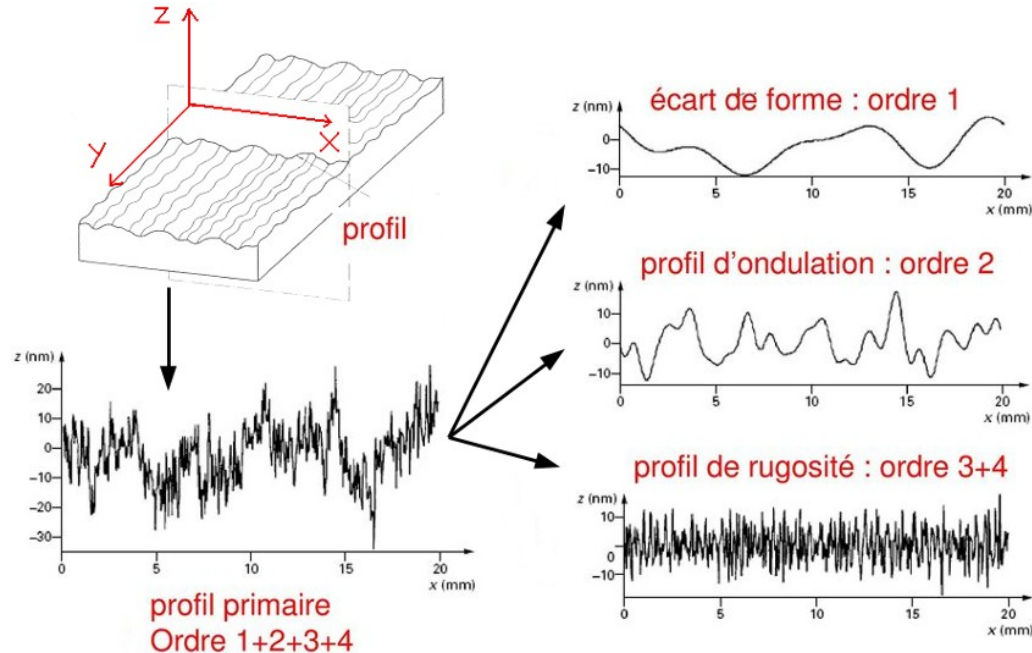 z
y
x
profil
z (nm)
20
10
0
−10
−20
−30
0
5
10
15
20
x (mm)
profil primaire
Ordre 1+2+3+4
écart de forme : ordre 1
z (nm)
0
−10
0
5
10
15
20
x (mm)
profil d'ondulation : ordre 2
z (nm)
10
0
−10
0
5
10
15
20
x (mm)
profil de rugosité : ordre 3+4
z (nm)
10
0
−10
0
5
10
15
20
x (mm)